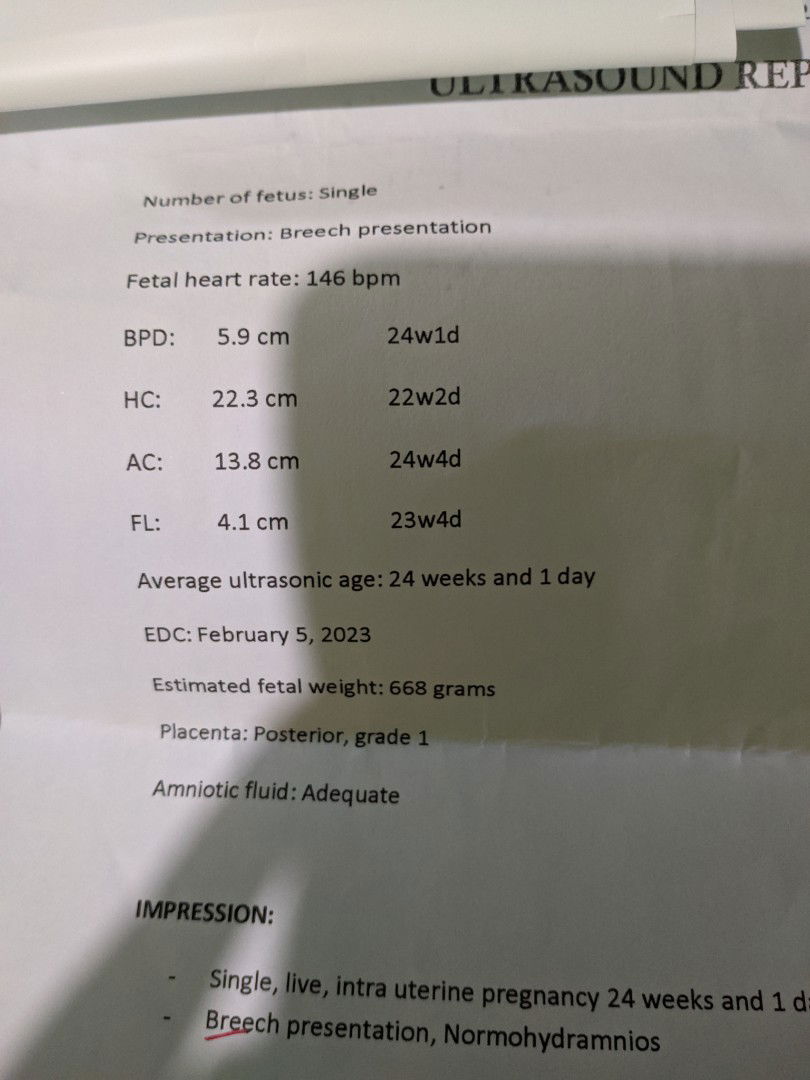 ULTRASOUND REP
Number of fetus: Single
Presentation: Breech presentation
Fetal heart rate: 146 bpm
BPD: 5.9 cm 24w1d
HC: 22.3 cm 22w2d
AC: 13.8 cm 24w4d
FL: 4.1 cm 23w4d
Average ultrasonic age: 24 weeks and 1 day
EDC: February 5, 2023
Estimated fetal weight: 668 grams
Placenta: Posterior, grade 1
Amniotic fluid: Adequate
IMPRESSION:
- Single, live, intra uterine pregnancy 24 weeks and 1 d
- Breech presentation, Normohydramnios